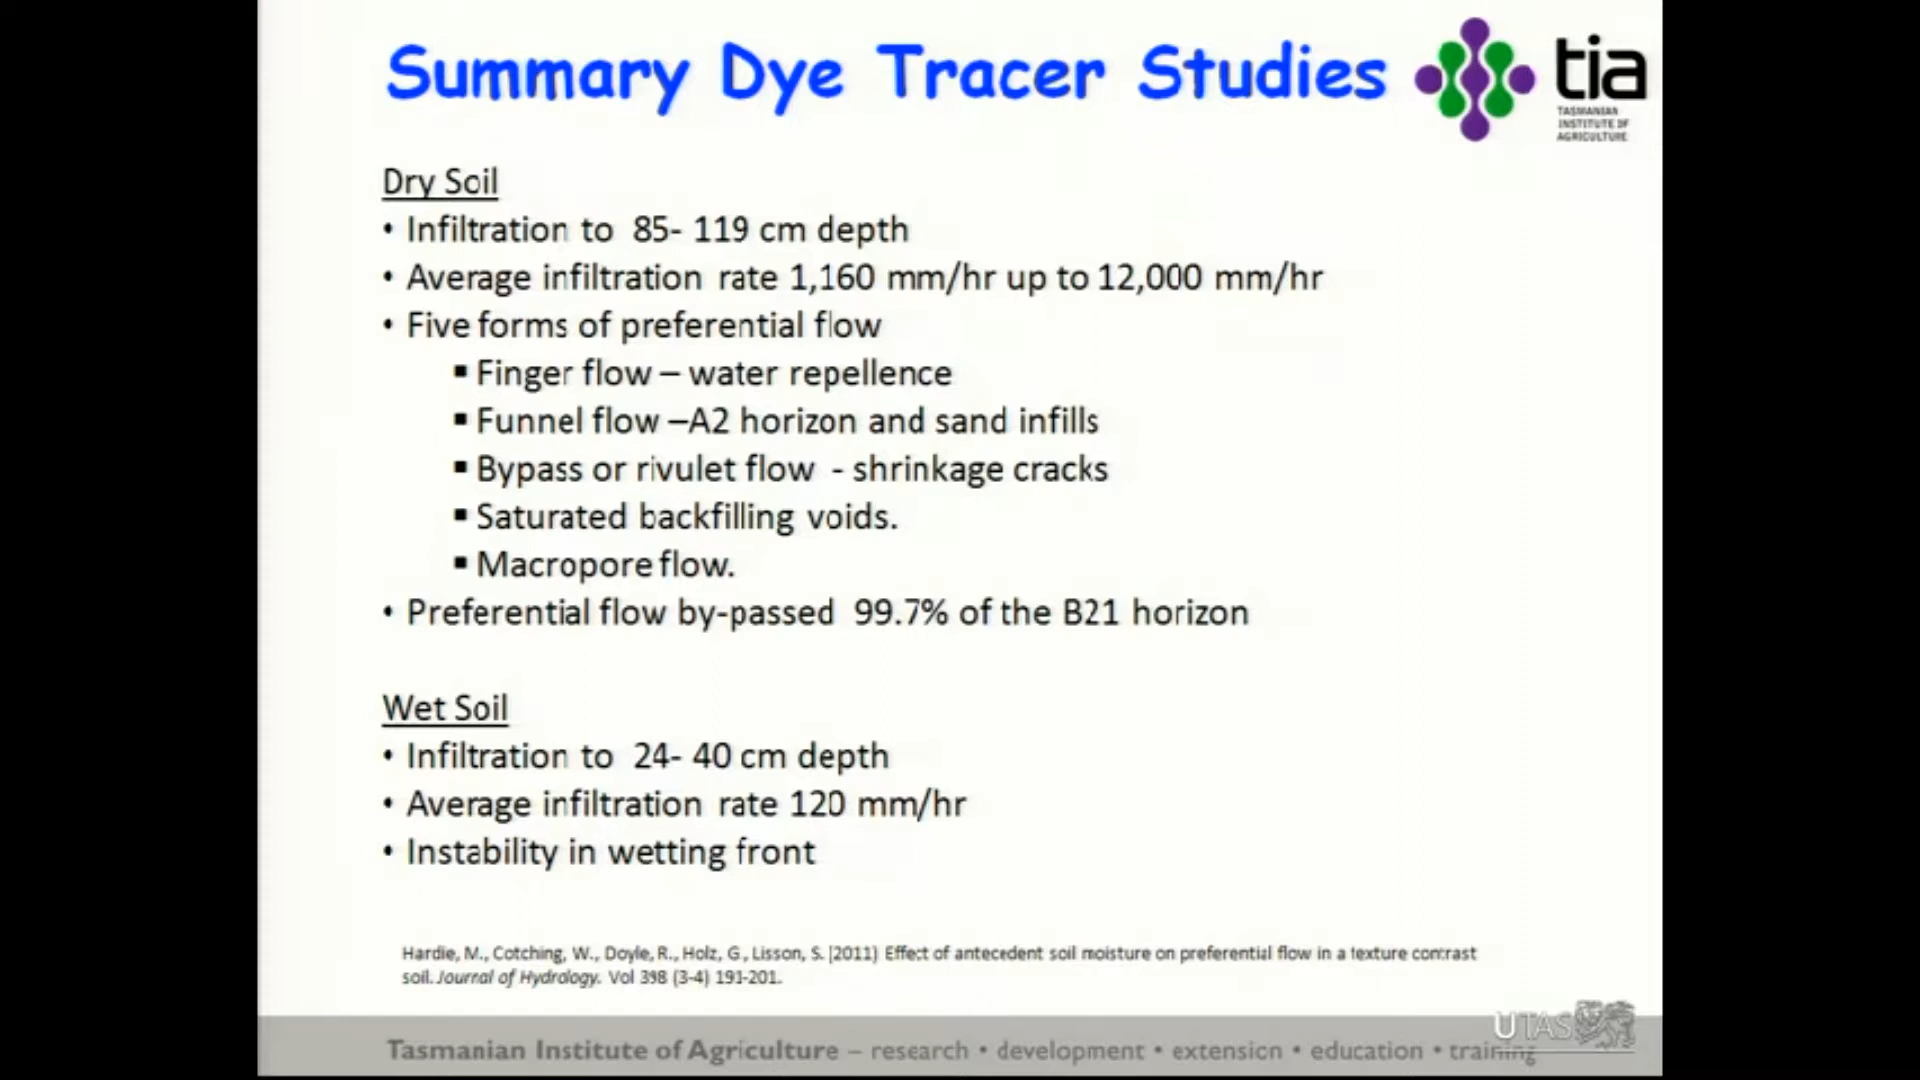 Summary Dye Tracer Studies
tia
TASMANIAN
INSTITUTE OF
AGRICULTURE
Dry Soil
• Infiltration to 85- 119 cm depth
• Average infiltration rate 1,160 mm/hr up to 12,000 mm/hr
• Five forms of preferential flow
▪ Finger flow – water repellence
▪ Funnel flow –A2 horizon and sand infills
▪ Bypass or rivulet flow - shrinkage cracks
▪ Saturated backfilling voids.
▪ Macropore flow.
• Preferential flow by-passed 99.7% of the B21 horizon
Wet Soil
• Infiltration to 24- 40 cm depth
• Average infiltration rate 120 mm/hr
• Instability in wetting front
Hardie, M., Cotching, W., Doyle, R., Holz, G., Lisson, S. (2011) Effect of antecedent soil moisture on preferential flow in a texture contrast
soil. Journal of Hydrology. Vol 398 (3-4) 191-201.
UTAS
Tasmanian Institute of Agriculture – research • development • extension • education • training